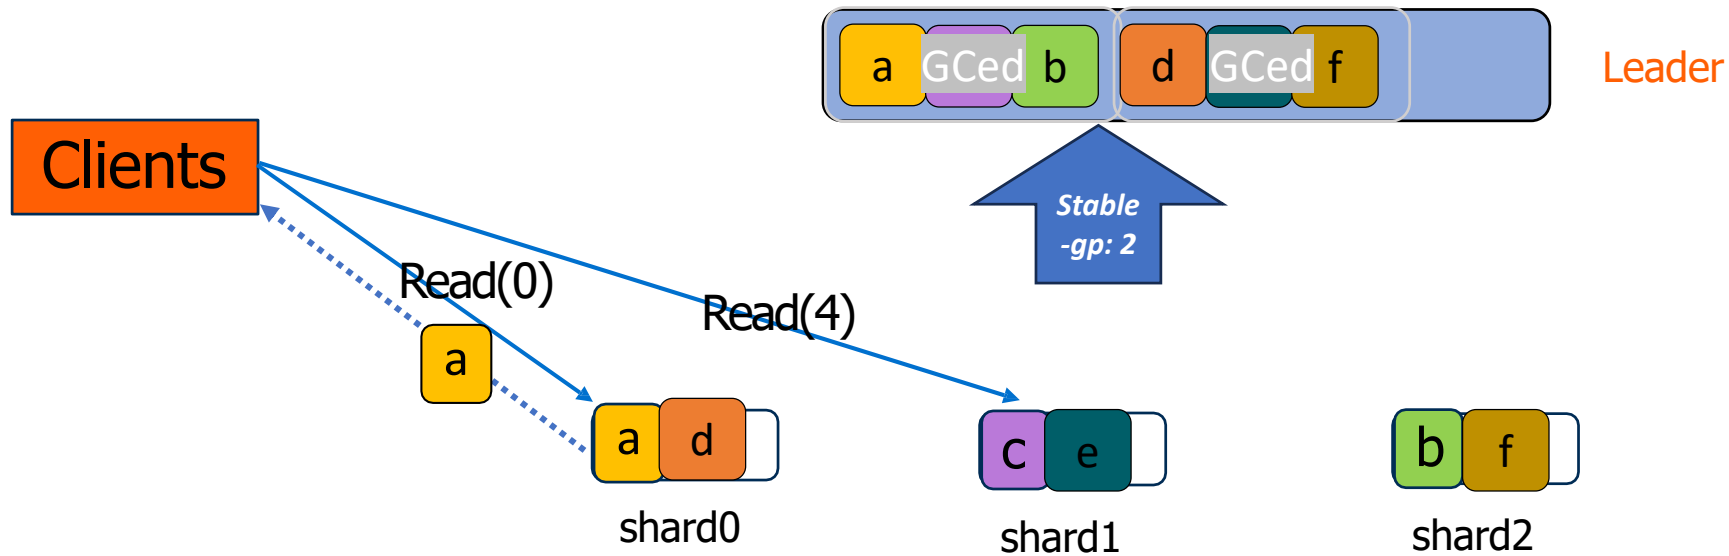 a GCed b d GCed f
Leader
Clients
Stable
-gp: 2
Read(0)
Read(4)
a
a d
c e
b f
shard0
shard1
shard2